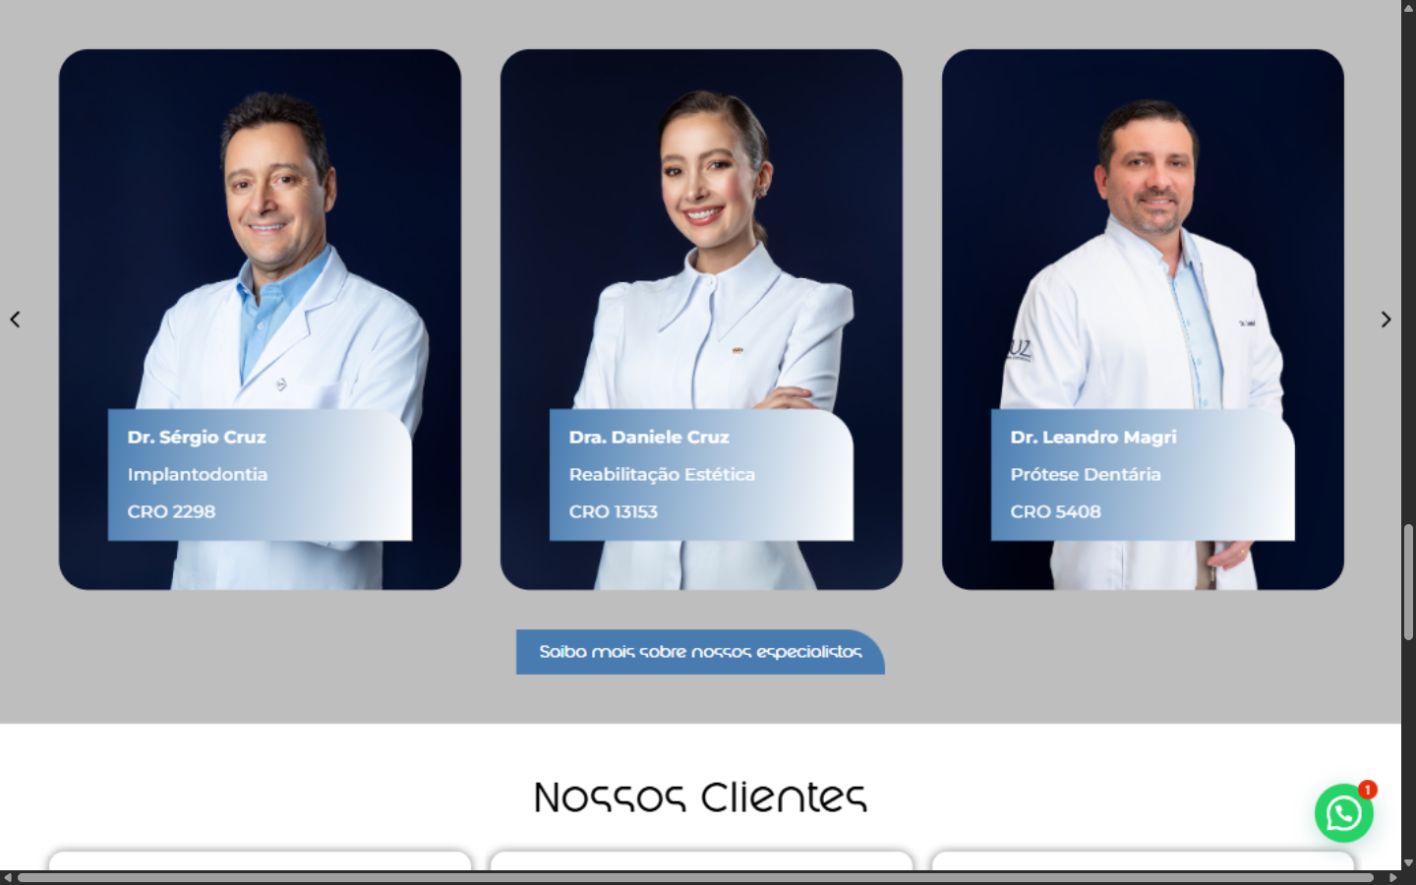 Dr. Sérgio Cruz
Implantodontia
CRO 2298
Dra. Daniele Cruz
Reabilitação Estética
CRO 13153
UZ
Dr. Leandro Magri
Prótese Dentária
CRO 5408
Saiba mais sobre nossos especialistas
Nossos Clientes
1